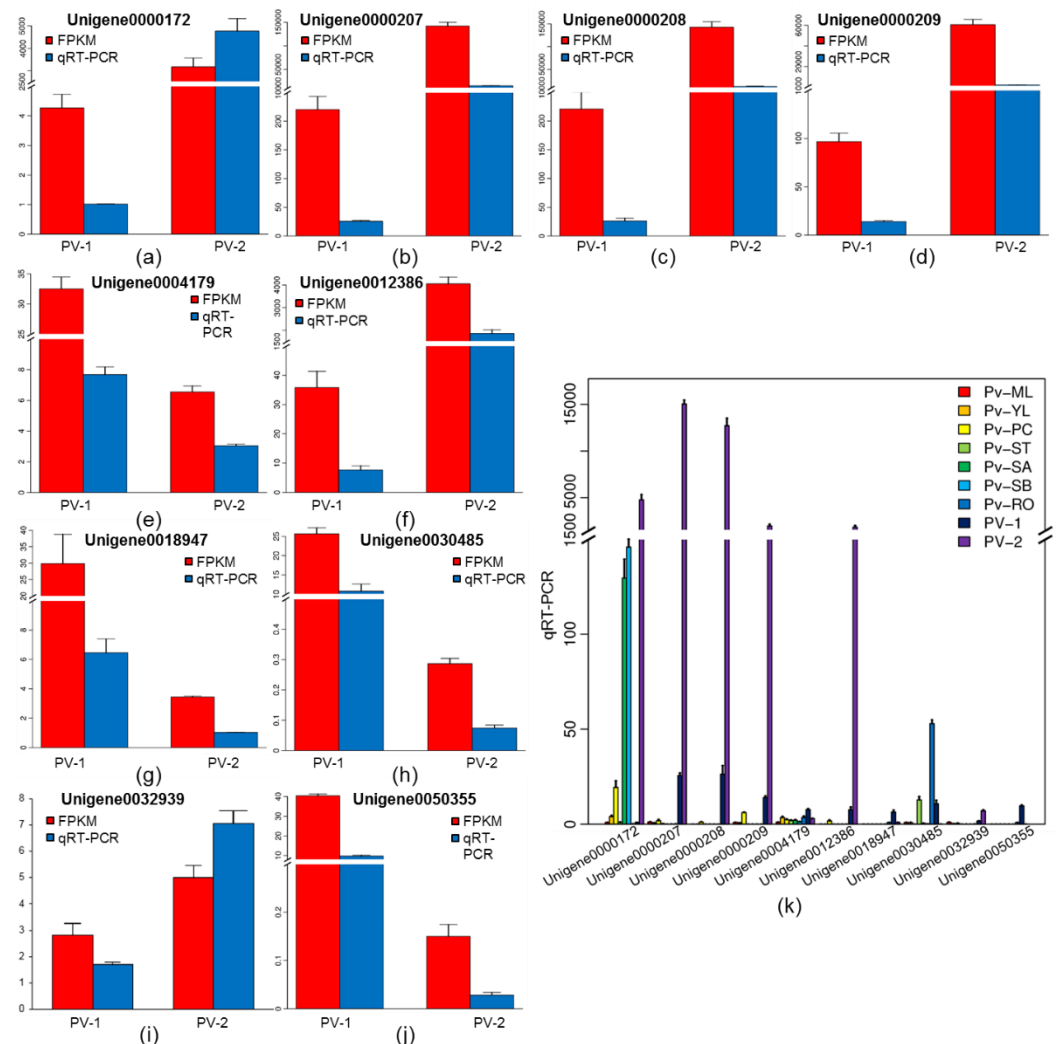 Unigene0000172
FPKM
qRT-PCR
5000
4000
2500
25
4
3
2
1
0
PV-1
PV-2
(a)
Unigene0000207
FPKM
qRT-PCR
150000
50000
200
150
100
50
0
PV-1
PV-2
(b)
Unigene0000208
FPKM
qRT-PCR
150000
50000
200
150
100
50
0
PV-1
PV-2
(c)
Unigene0000209
FPKM
qRT-PCR
60000
20000
100
50
0
PV-1
PV-2
(d)
Unigene0004179
FPKM
qRT-
PCR
35
30
25
8
6
4
2
0
PV-1
PV-2
(e)
Unigene0012386
FPKM
qRT-PCR
4000
3000
40
30
20
10
0
PV-1
PV-2
(f)
Unigene0018947
FPKM
qRT-PCR
40
35
30
25
20
8
6
4
2
0
PV-1
PV-2
(g)
Unigene0030485
FPKM
qRT-PCR
25
20
15
10
0.4
0.3
0.2
0.1
0
PV-1
PV-2
(h)
Unigene0032939
FPKM
qRT-PCR
8
7
6
5
4
3
2
1
0
PV-1
PV-2
(i)
Unigene0050355
FPKM
qRT-
PCR
40
30
20
10
0.2
0.1
0
PV-1
PV-2
(j)
Pv-ML
Pv-YL
Pv-PC
Pv-ST
Pv-SA
Pv-SB
Pv-RO
PV-1
PV-2
15000
5000
1500
1500
100
50
0
qRT-PCR
Unigene0000172
Unigene0000207
Unigene0000208
Unigene0000209
Unigene0004179
Unigene0012386
Unigene0018947
Unigene0030485
Unigene0032939
Unigene0050355
(k)